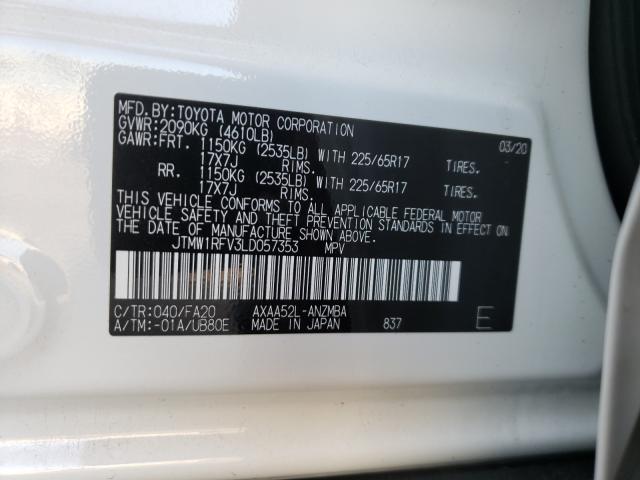 MFD.BY:TOYOTA MOTOR CORPORATION 03/20
GVWR:2090KG (4610LB)
GAWR:FRT. 1150KG (2535LB) WITH 225/65R17 TIRES.
17X7J RIMS.
RR. 1150KG (2535LB) WITH 225/65R17 TIRES.
17X7J RIMS.
THIS VEHICLE CONFORMS TO ALL APPLICABLE FEDERAL MOTOR
VEHICLE SAFETY AND THEFT PREVENTION STANDARDS IN EFFECT ON
THE DATE OF MANUFACTURE SHOWN ABOVE.
JTMW1RFV3LD057353 MPV
C/TR:040/FA20 AXAA52L-ANZMBA
A/TM:-01A/UB80E MADE IN JAPAN 837 E